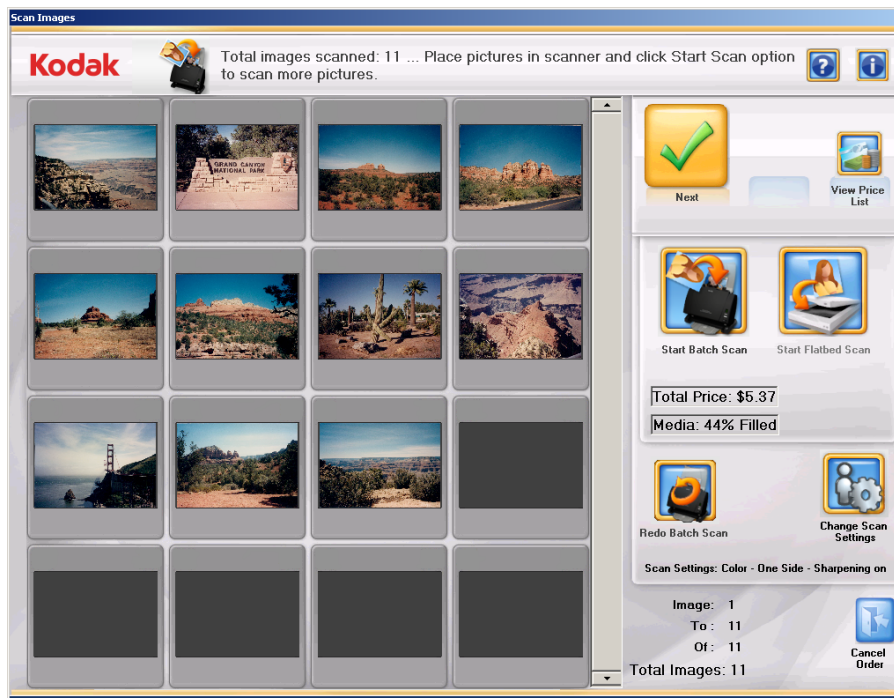 Scan Images
Kodak
Total images scanned: 11 ... Place pictures in scanner and click Start Scan option
to scan more pictures.
?
i
GRAND CANYON
NATIONAL PARK
Next
View Price
List
Start Batch Scan
Start Flatbed Scan
Total Price: $5.37
Media: 44% Filled
Redo Batch Scan
Change Scan
Settings
Scan Settings: Color - One Side - Sharpening on
Image: 1
To : 11
Of : 11
Total Images: 11
Cancel
Order